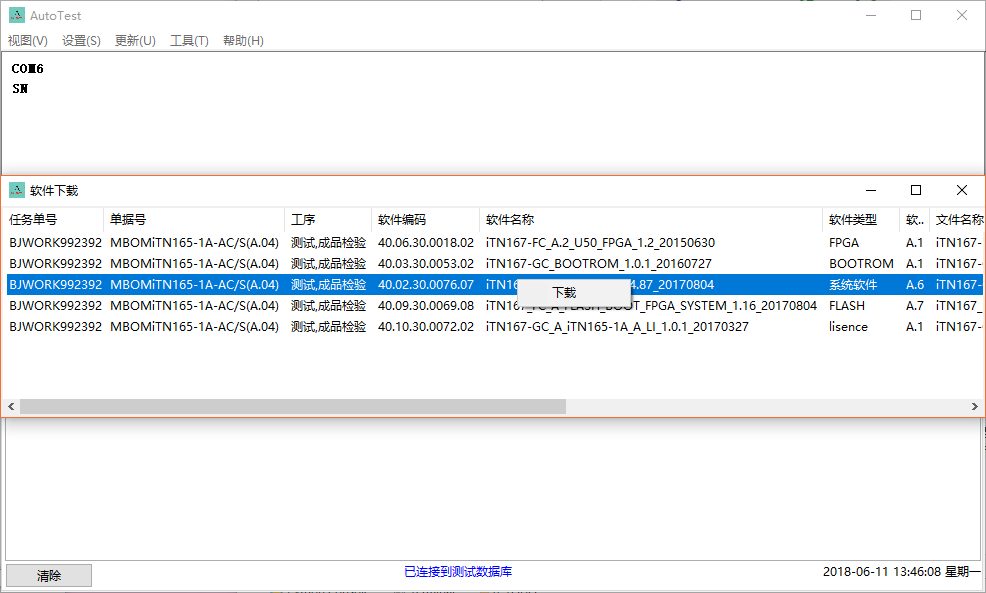 AutoTest
视图(V) 设置(S) 更新(U) 工具(T) 帮助(H)
COM6
SN
软件下载
任务单号 单据号 工序 软件编码 软件名称 软件类型 软.. 文件名称
BJWORK992392 MBOMiTN165-1A-AC/S(A.04) 测试,成品检验 40.06.30.0018.02 iTN167-FC_A.2_U50_FPGA_1.2_20150630 FPGA A.1 iTN167-
BJWORK992392 MBOMiTN165-1A-AC/S(A.04) 测试,成品检验 40.03.30.0053.02 iTN167-GC_BOOTROM_1.0.1_20160727 BOOTROM A.1 iTN167-
BJWORK992392 MBOMiTN165-1A-AC/S(A.04) 测试,成品检验 40.02.30.0076.07 iTN16 4.87_20170804 系统软件 A.6 iTN167-
下载
BJWORK992392 MBOMiTN165-1A-AC/S(A.04) 测试,成品检验 40.09.30.0069.08 iTN167_FC_A_FLASH_BOOT_FPGA_SYSTEM_1.16_20170804 FLASH A.7 iTN167_
BJWORK992392 MBOMiTN165-1A-AC/S(A.04) 测试,成品检验 40.10.30.0072.02 iTN167-GC_A_iTN165-1A_A_LI_1.0.1_20170327 lisence A.1 iTN167-
清除 已连接到测试数据库 2018-06-11 13:46:08 星期一